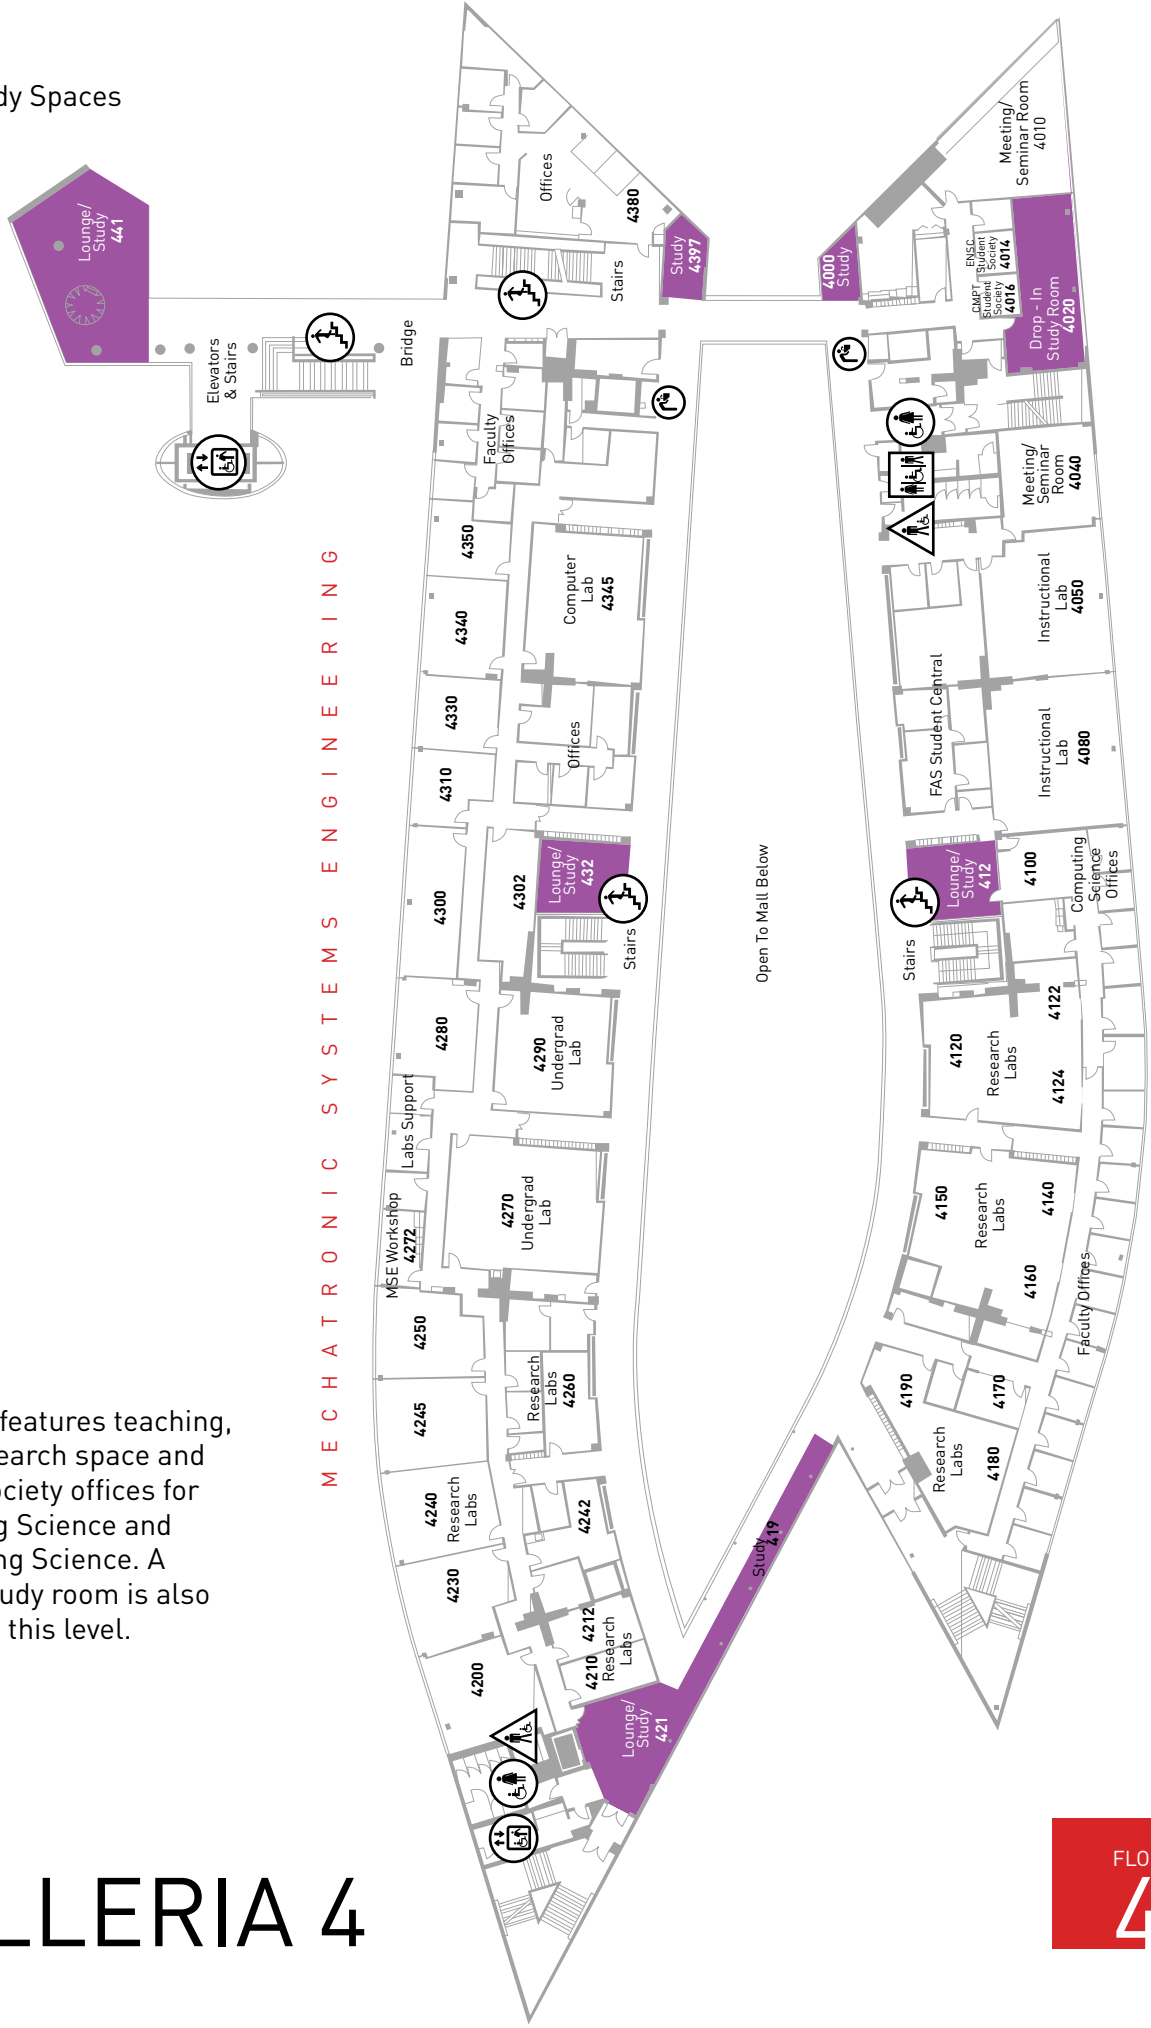 dy Spaces
Lounge/
Study
441
Elevators
& Stairs
Bridge
Offices
4380
Stairs
Study
4397
4000
Study
Meeting/
Seminar Room
4010
ENSC
Student
Society
4014
CMPT
Student
Society
4016
Drop - In
Study Room
4020
Faculty
Offices
Meeting/
Seminar
Room
4040
4350
4340
4330
4310
4300
4302
4280
Computer
Lab
4345
Offices
Instructional
Lab
4050
FAS Student Central
Instructional
Lab
4080
MECHATRONIC SYSTEMS ENGINEERING
Lounge/
Study
432
Stairs
Open To Mall Below
Lounge/
Study
412
4100
Computing
Science
Offices
Stairs
4290
Undergrad
Lab
4120
Research
Labs
4122
4124
Labs Support
MSE Workshop
4272
4270
Undergrad
Lab
4150
Research
Labs
4140
4160
Faculty Offices
4250
4245
4240
Research
Labs
4230
4200
Research
Labs
4260
4242
4212
4210
Research
Labs
4190
4170
Research
Labs
4180
Study
419
Lounge/
Study
421
features teaching,
earch space and
ociety offices for
g Science and
ng Science. A
udy room is also
this level.
LLERIA 4
FLO
4